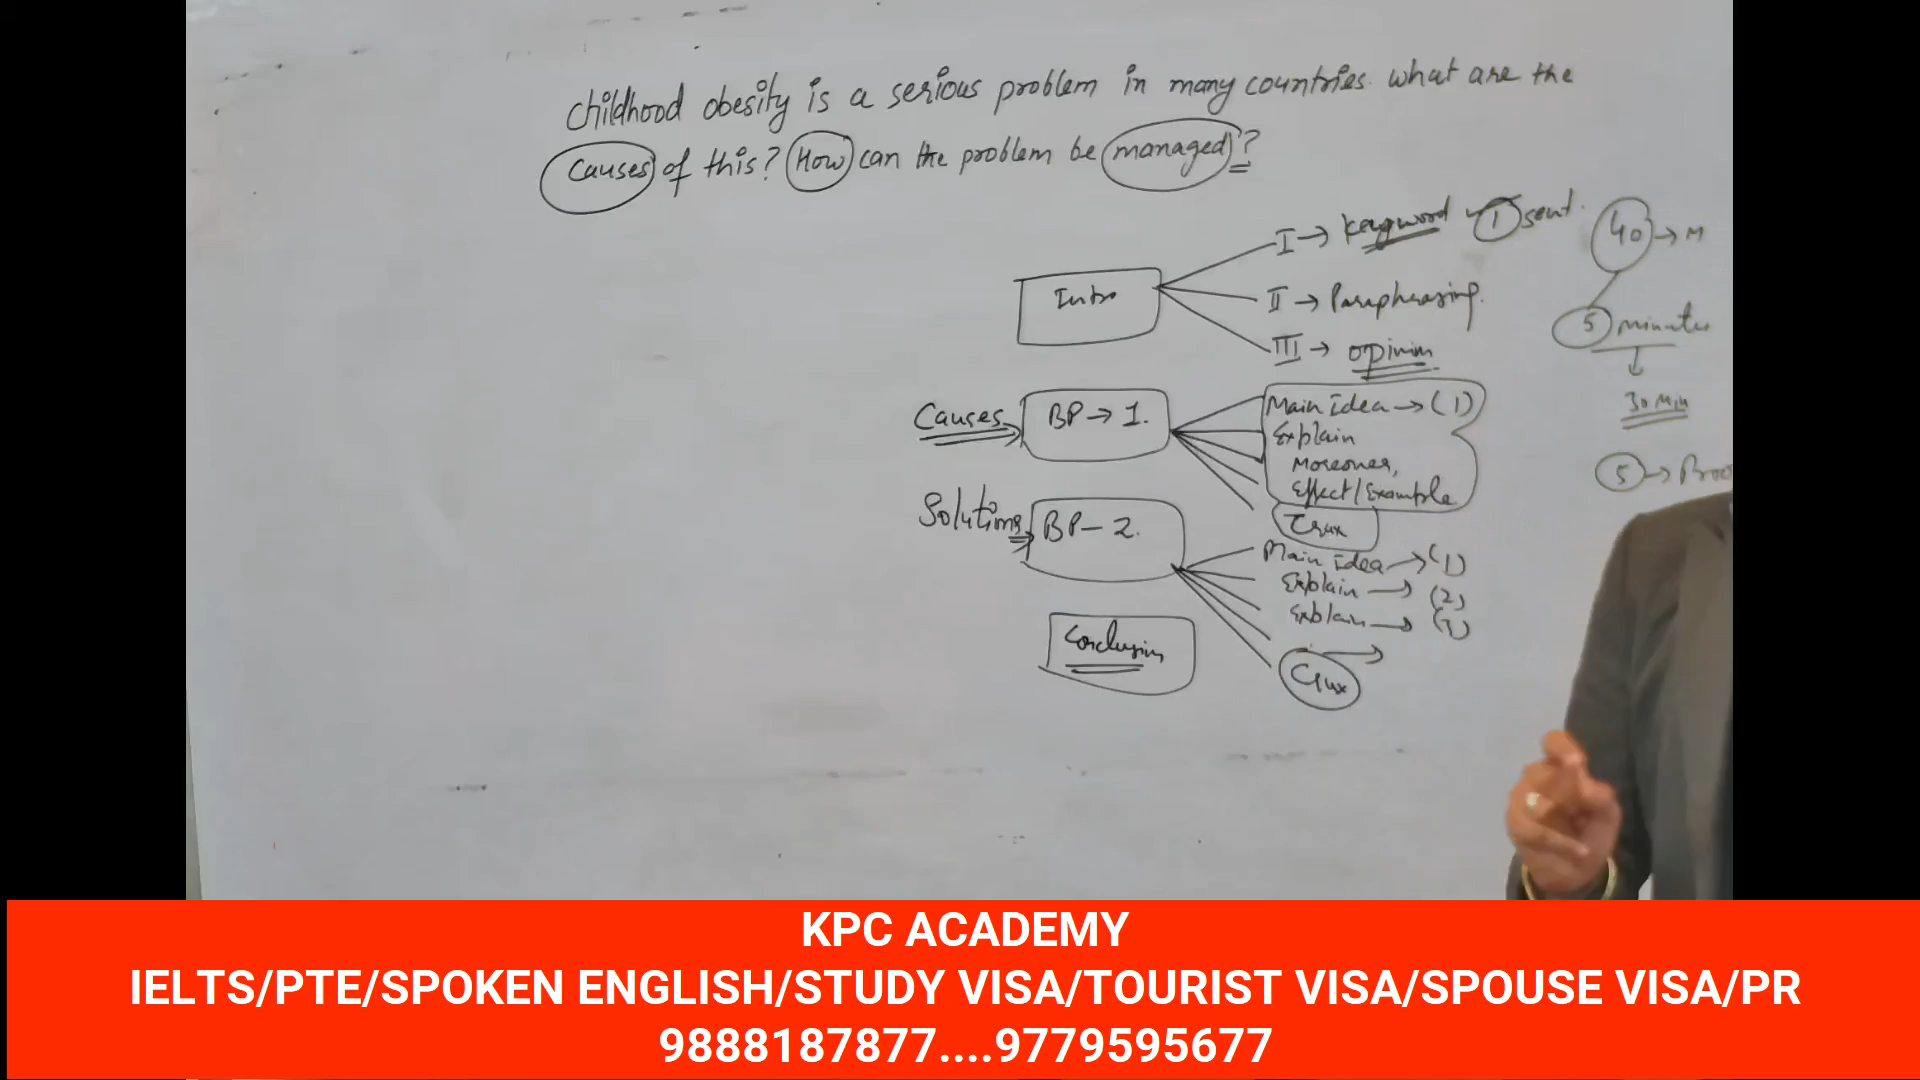 Childhood obesity is a serious problem in many countries. what are the
Causes of this? How can the problem be managed?
I → keyword 1 sent.
40 → M
Intro
II → Paraphrasing.
5 minutes
III → opinion
30 Min
Causes BP → 1.
Main Idea → (1)
Explain
Moreover,
Effect/Example
Crux
5 →
Solutions BP - 2.
Main Idea → (1)
Explain → (2)
Explain →
Conclusion
Crux
KPC ACADEMY
IELTS/PTE/SPOKEN ENGLISH/STUDY VISA/TOURIST VISA/SPOUSE VISA/PR
9888187877....9779595677